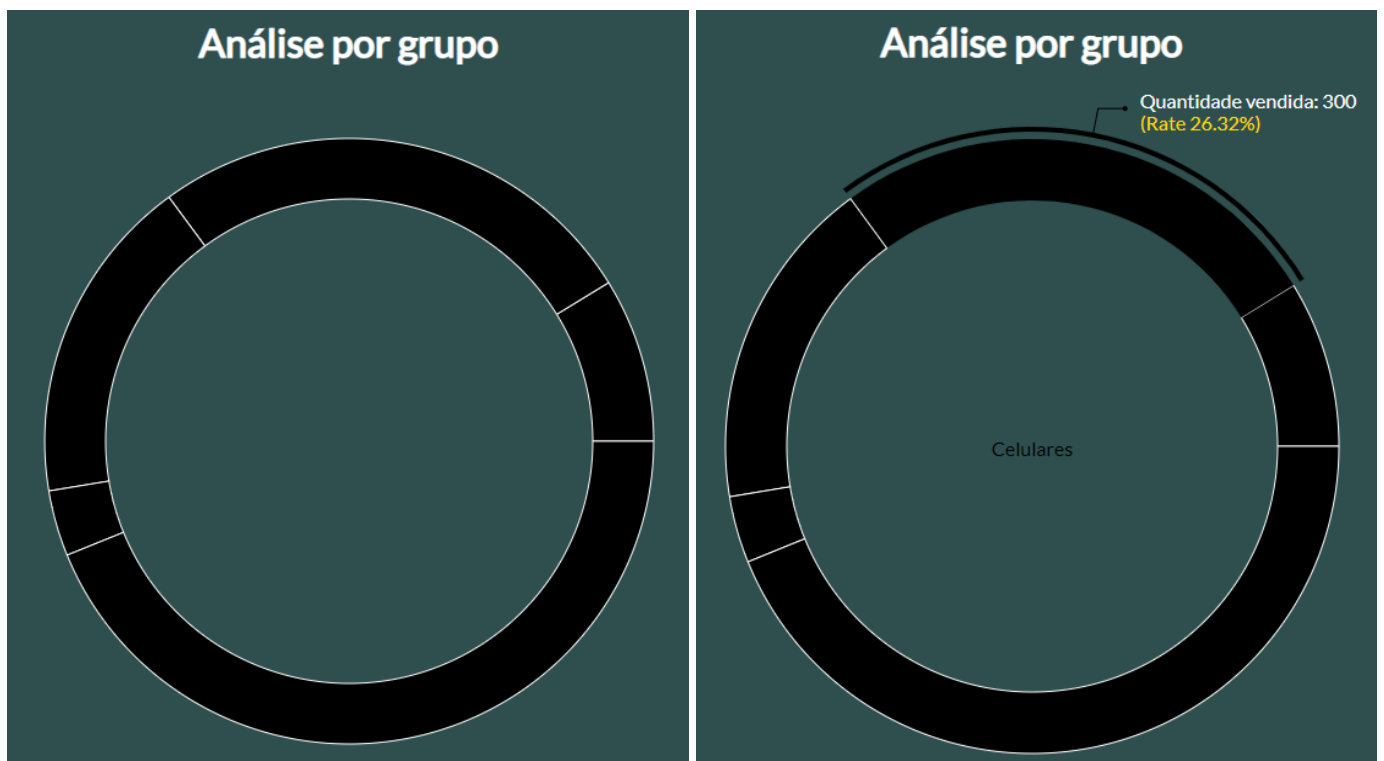 Análise por grupo
Análise por grupo
Quantidade vendida: 300
(Rate 26.32%)
Celulares